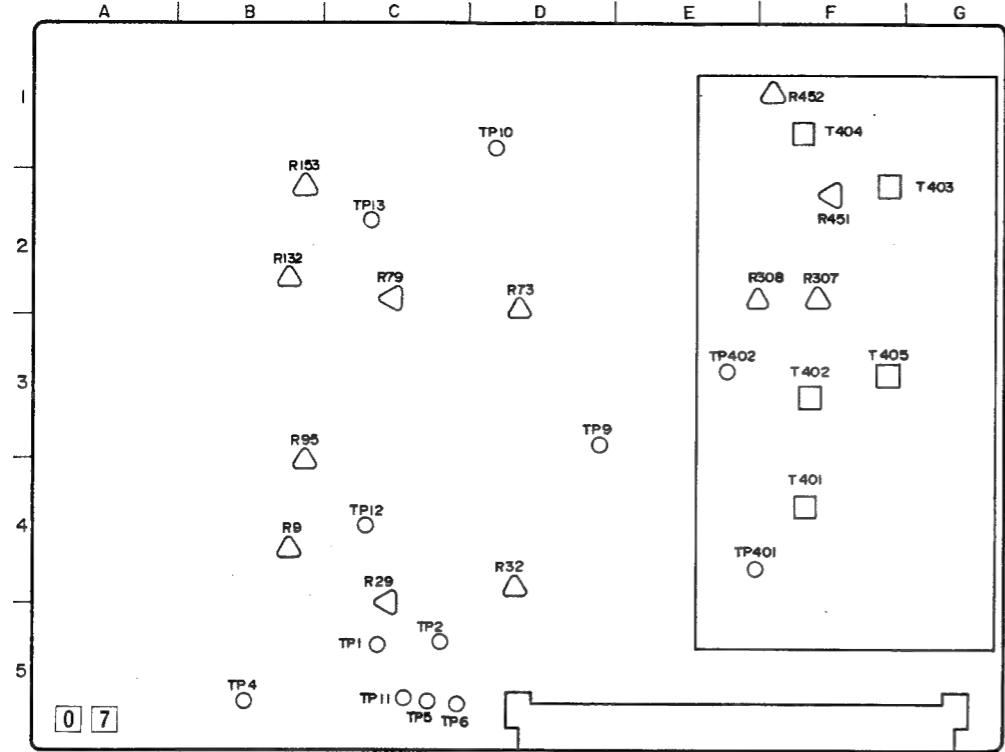 A B C D E F G
1
R452
T404
TP10
R153
T403
TP13
R451
2
R132
R79
R308 R307
R73
TP402
T405
3
T402
TP9
R95
T401
TP12
4
R9
TP401
R32
R29
TP1
TP2
5
TP4
TP11
TP5
TP6
0 7